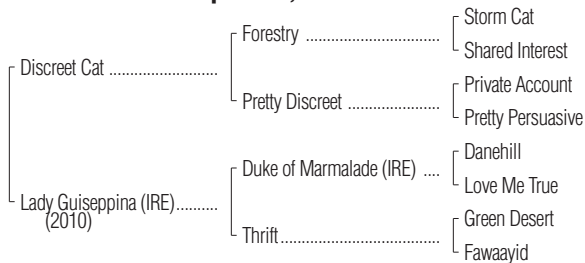 Storm Cat
Forestry ..............................
Shared Interest
Discreet Cat ........................
Private Account
Pretty Discreet .....................
Pretty Persuasive
Danehill
Duke of Marmalade (IRE) ....
Love Me True
Lady Guiseppina (IRE)..........
(2010)
Green Desert
Thrift....................................
Fawaayid